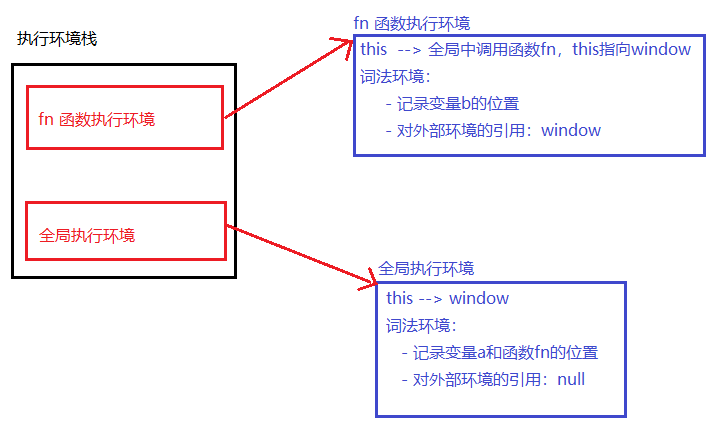 执行环境栈
fn 函数执行环境
全局执行环境
fn 函数执行环境
this --> 全局中调用函数fn，this指向window
词法环境：
- 记录变量b的位置
- 对外部环境的引用：window
全局执行环境
this --> window
词法环境：
- 记录变量a和函数fn的位置
- 对外部环境的引用：null